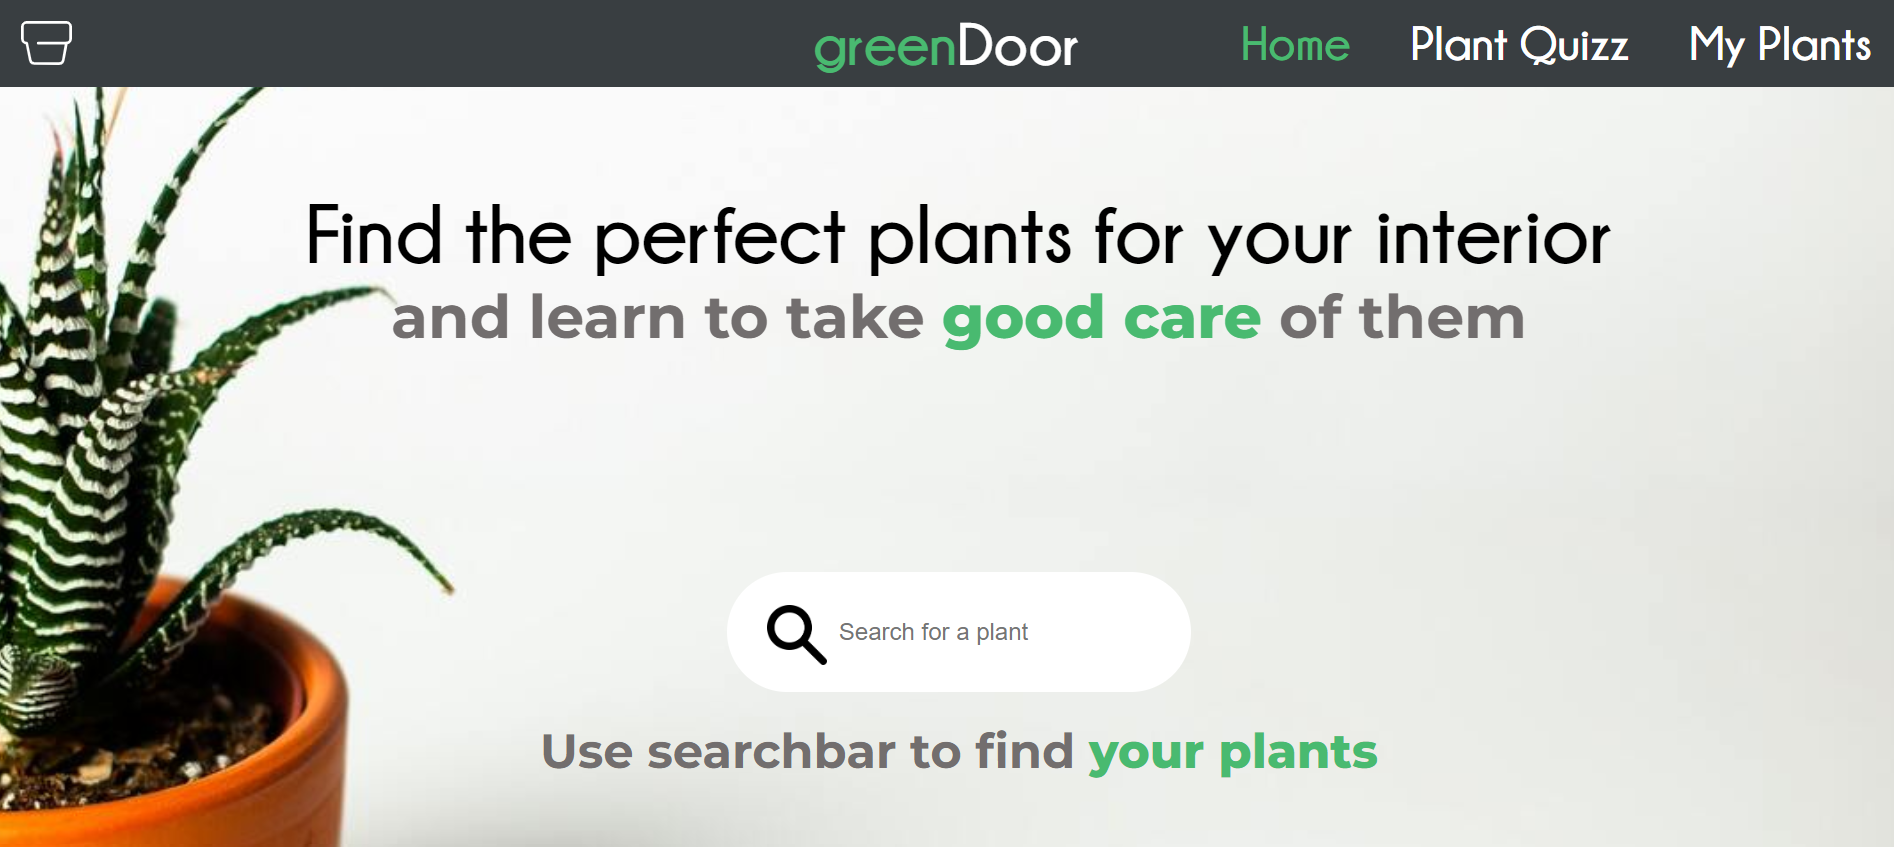 greenDoor
Home
Plant Quizz
My Plants
Find the perfect plants for your interior
and learn to take good care of them
Search for a plant
Use searchbar to find your plants